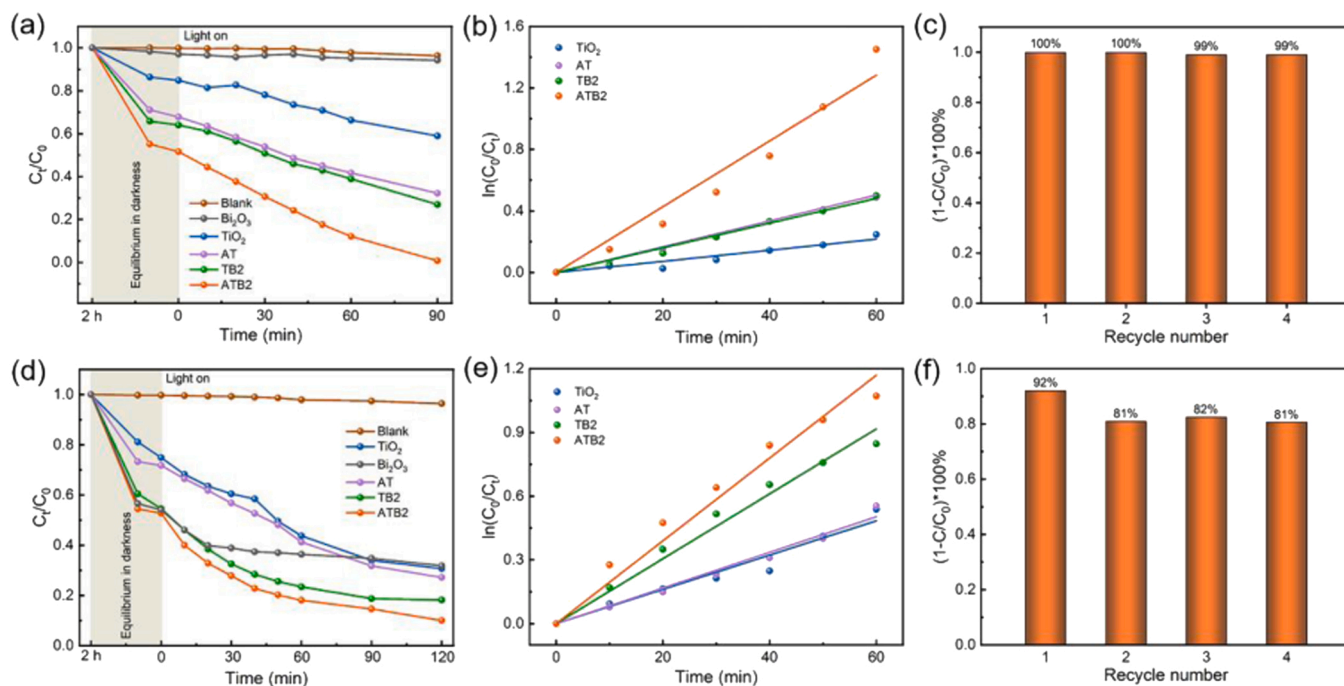 (a)
Light on
1.0
0.8
0.6
0.4
0.2
0.0
Cₜ/C₀
Equilibrium in darkness
Blank
Bi₂O₃
TiO₂
AT
TB2
ATB2
2 h
0
30
60
90
Time (min)
(b)
1.6
1.2
0.8
0.4
0.0
ln(C₀/Cₜ)
TiO₂
AT
TB2
ATB2
0
20
40
60
Time (min)
(c)
100%
100%
99%
99%
1.0
0.8
0.6
0.4
0.2
0.0
(1-C/C₀)*100%
1
2
3
4
Recycle number
(d)
Light on
1.0
0.8
0.6
0.4
0.2
0.0
Cₜ/C₀
Equilibrium in darkness
Blank
TiO₂
Bi₂O₃
AT
TB2
ATB2
2 h
0
30
60
90
120
Time (min)
(e)
1.2
0.9
0.6
0.3
0.0
ln(C₀/Cₜ)
TiO₂
AT
TB2
ATB2
0
20
40
60
Time (min)
(f)
92%
81%
82%
81%
1.0
0.8
0.6
0.4
0.2
0.0
(1-C/C₀)*100%
1
2
3
4
Recycle number